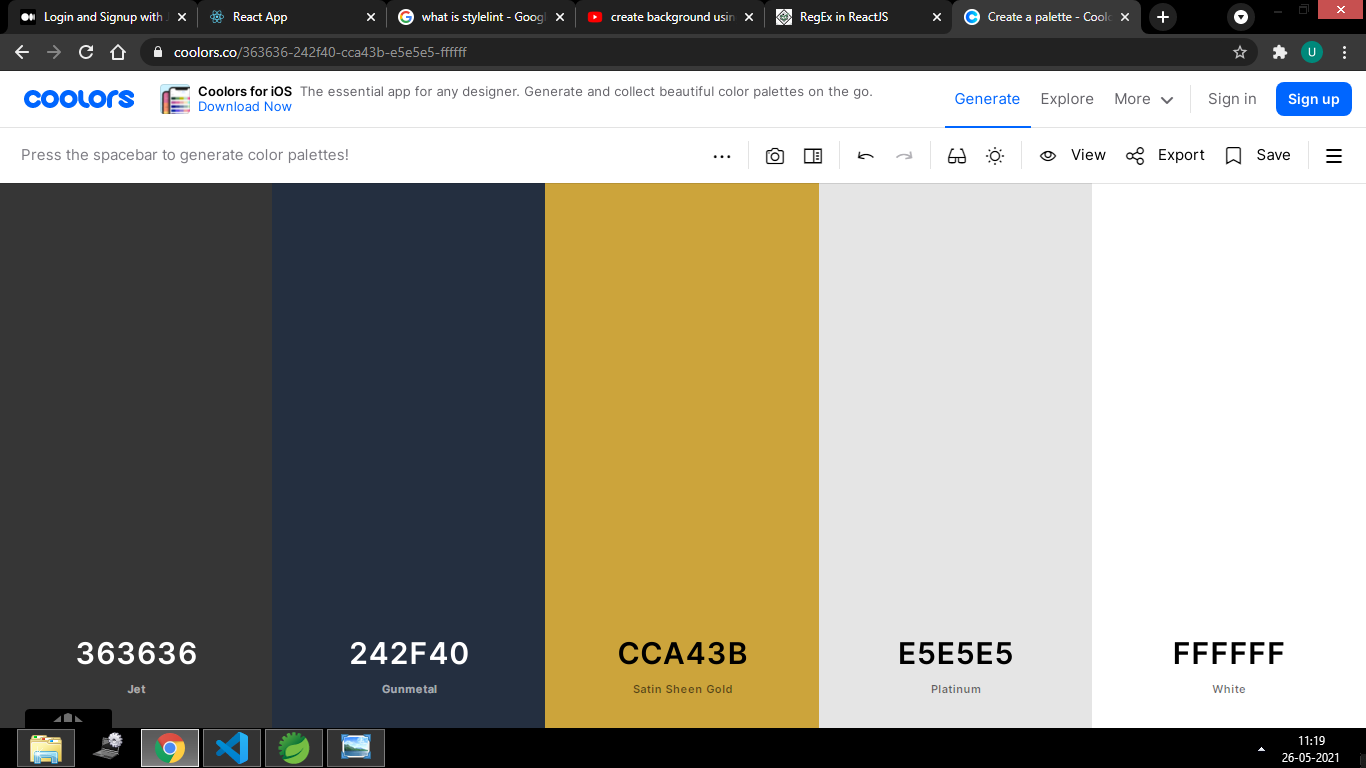 Login and Signup with
React App
what is stylelint - Goog
create background usin
RegEx in ReactJS
Create a palette - Coolo
coolors.co/363636-242f40-cca43b-e5e5e5-ffffff
U
coolors
Coolors for iOS The essential app for any designer. Generate and collect beautiful color palettes on the go.
Download Now
Generate
Explore
More
Sign in
Sign up
Press the spacebar to generate color palettes!
View
Export
Save
363636
Jet
242F40
Gunmetal
CCA43B
Satin Sheen Gold
E5E5E5
Platinum
FFFFFF
White
11:19
26-05-2021